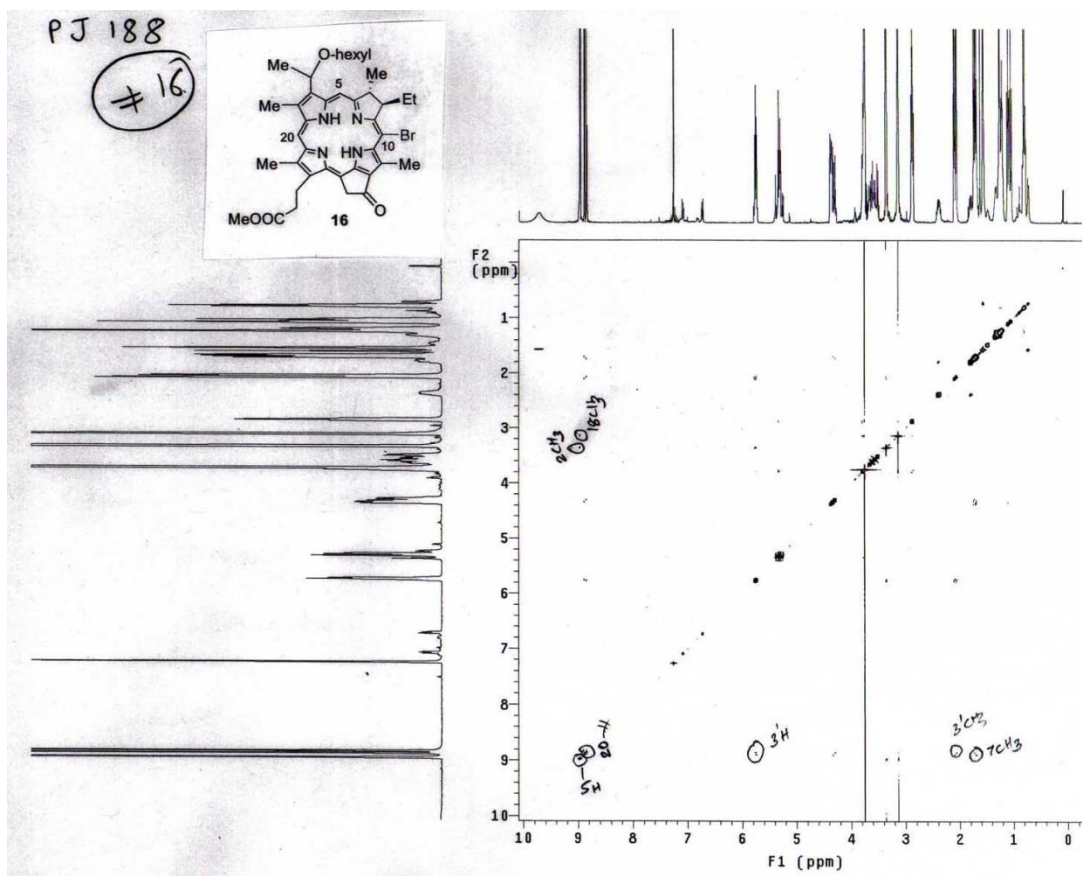 PJ 188
# 16
O-hexyl
Me
5
Me
Me
Et
NH
N
20
10
Br
N
HN
Me
Me
MeOOC
O
16
F2
(ppm)
1
2
3
4
5
6
7
8
9
10
2CH3
18CH3
20-H
5H
3'H
3'CH3
7CH3
10
9
8
7
6
5
4
3
2
1
0
F1 (ppm)